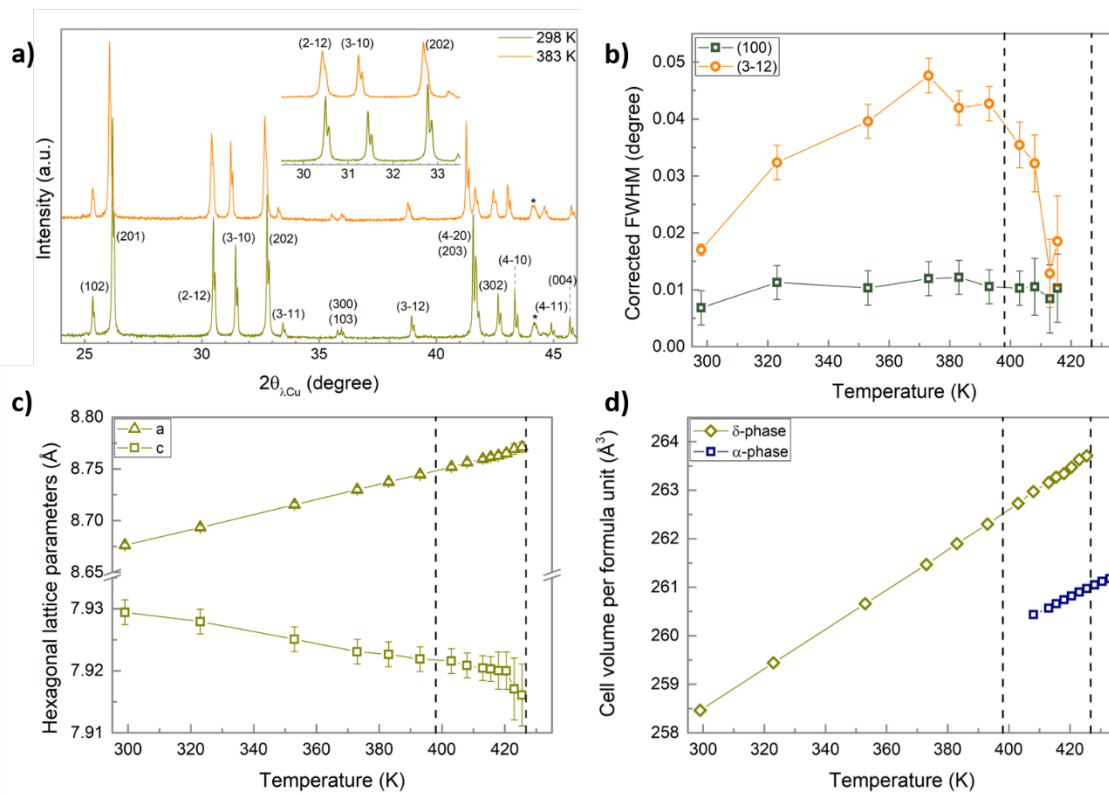 a)
298 K
383 K
(2-12)
(3-10)
(202)
30 31 32 33
(102)
(201)
(2-12)
(3-10)
(202)
(3-11)
(300)
(103)
(3-12)
(4-20)
(203)
(302)
(4-10)
*
(4-11)
(004)
*
25 30 35 40 45
Intensity (a.u.)
2θλCu (degree)
b)
(100)
(3-12)
0.05
0.04
0.03
0.02
0.01
0.00
300 320 340 360 380 400 420
Corrected FWHM (degree)
Temperature (K)
c)
a
c
8.80
8.75
8.70
8.65
7.93
7.92
7.91
300 320 340 360 380 400 420
Hexagonal lattice parameters (Å)
Temperature (K)
d)
δ-phase
α-phase
264
263
262
261
260
259
258
300 320 340 360 380 400 420
Cell volume per formula unit (Å³)
Temperature (K)